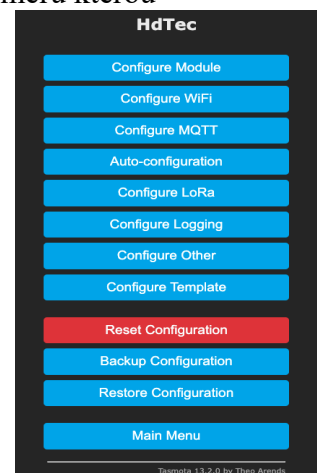 kterou
HdTec
Configure Module
Configure WiFi
Configure MQTT
Auto-configuration
Configure LoRa
Configure Logging
Configure Other
Configure Template
Reset Configuration
Backup Configuration
Restore Configuration
Main Menu
Tasmota 13.2.0 by Theo Arends